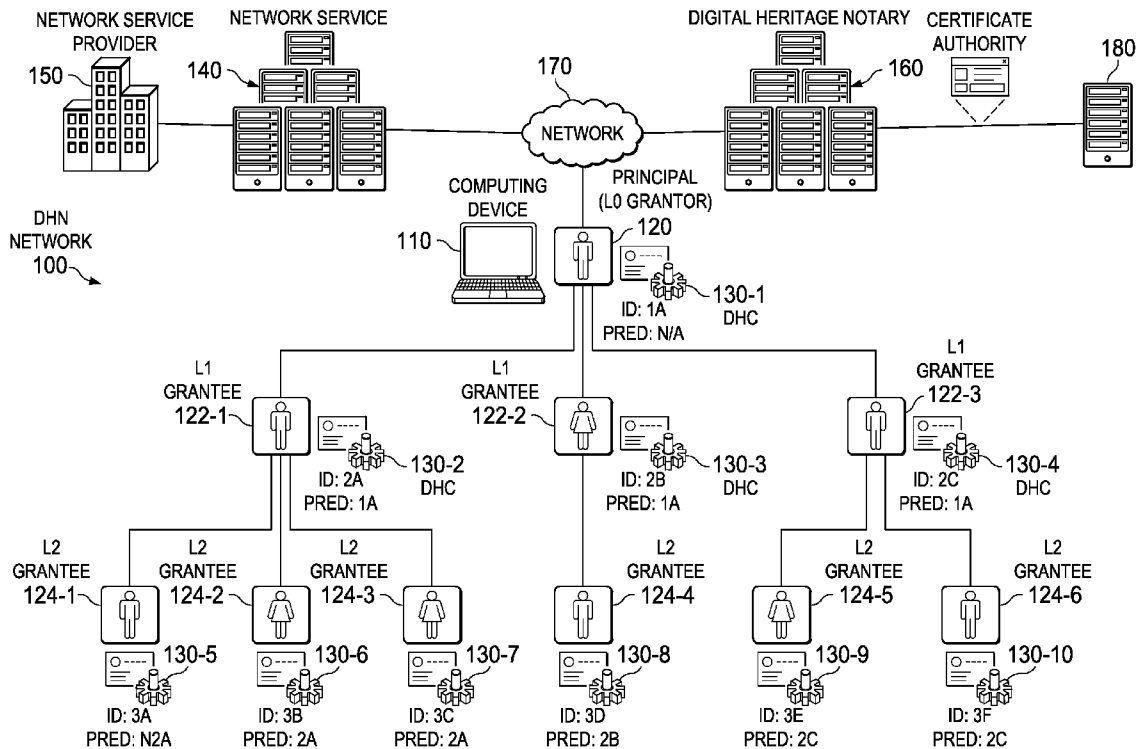 NETWORK SERVICE
PROVIDER
150
NETWORK SERVICE
140
170
NETWORK
DIGITAL HERITAGE NOTARY
160
CERTIFICATE
AUTHORITY
180
DHN
NETWORK
100
COMPUTING
DEVICE
110
PRINCIPAL
(L0 GRANTOR)
120
130-1
DHC
ID: 1A
PRED: N/A
L1
GRANTEE
122-1
130-2
DHC
ID: 2A
PRED: 1A
L1
GRANTEE
122-2
130-3
DHC
ID: 2B
PRED: 1A
L1
GRANTEE
122-3
130-4
DHC
ID: 2C
PRED: 1A
L2
GRANTEE
124-1
130-5
ID: 3A
PRED: N2A
L2
GRANTEE
124-2
130-6
ID: 3B
PRED: 2A
L2
GRANTEE
124-3
130-7
ID: 3C
PRED: 2A
L2
GRANTEE
124-4
130-8
ID: 3D
PRED: 2B
L2
GRANTEE
124-5
130-9
ID: 3E
PRED: 2C
L2
GRANTEE
124-6
130-10
ID: 3F
PRED: 2C